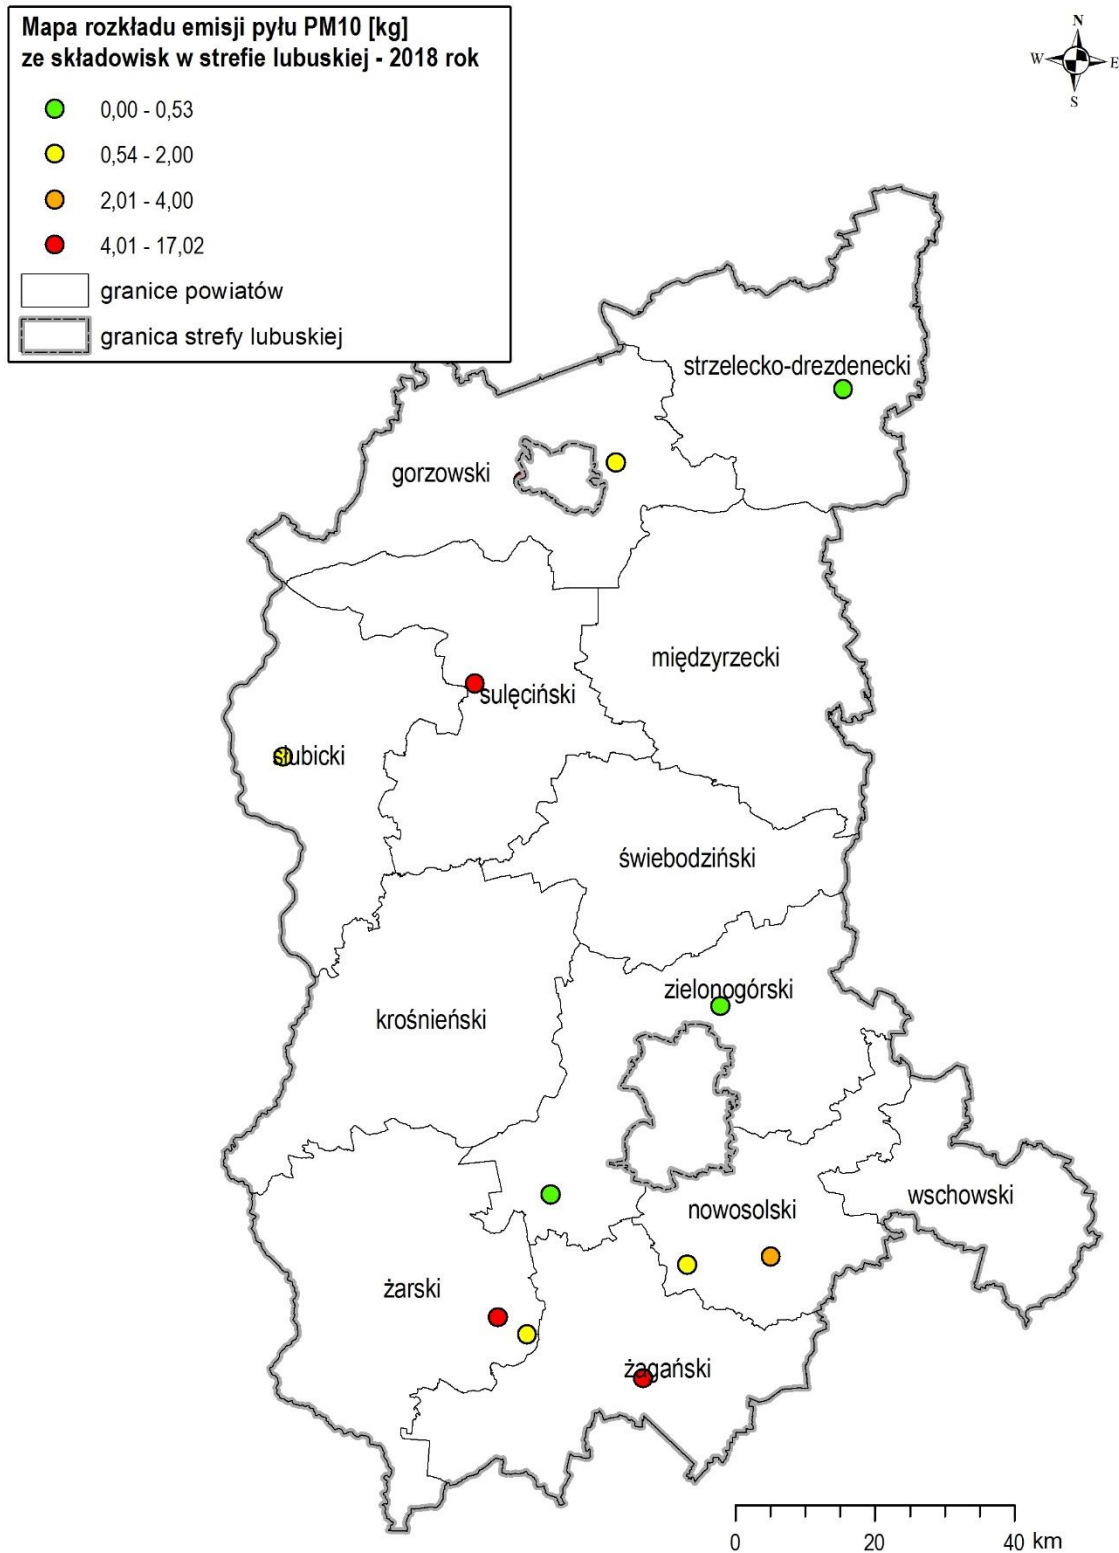 Mapa rozkładu emisji pyłu PM10 [kg]
ze składowisk w strefie lubuskiej - 2018 rok
0,00 - 0,53
0,54 - 2,00
2,01 - 4,00
4,01 - 17,02
granice powiatów
granica strefy lubuskiej
N
W E
S
strzelecko-drezdenecki
gorzowski
międzyrzecki
sulęciński
słubicki
świebodziński
zielonogórski
krośnieński
wschowski
nowosolski
żarski
żagański
0 20 40 km